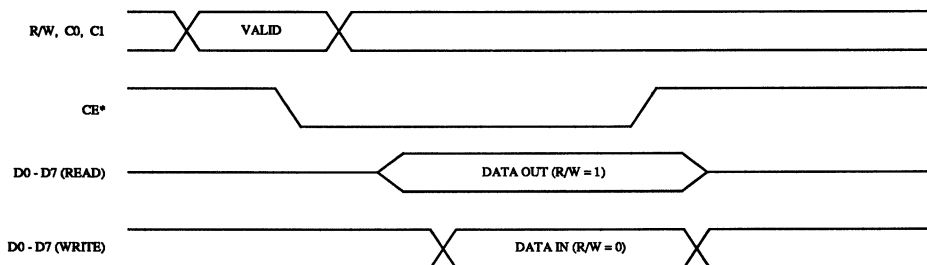 R/W, C0, C1
VALID
CE*
D0 - D7 (READ)
DATA OUT (R/W = 1)
D0 - D7 (WRITE)
DATA IN (R/W = 0)